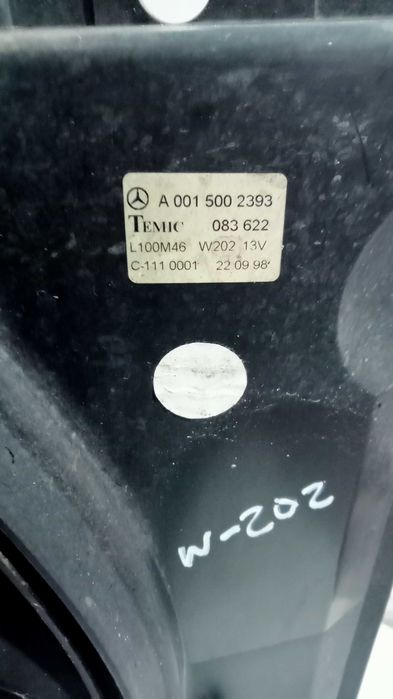 A 001 500 2393
TEMIC 083 622
L100M46 W202 13V
C-111 0001 22 09 98
W-202